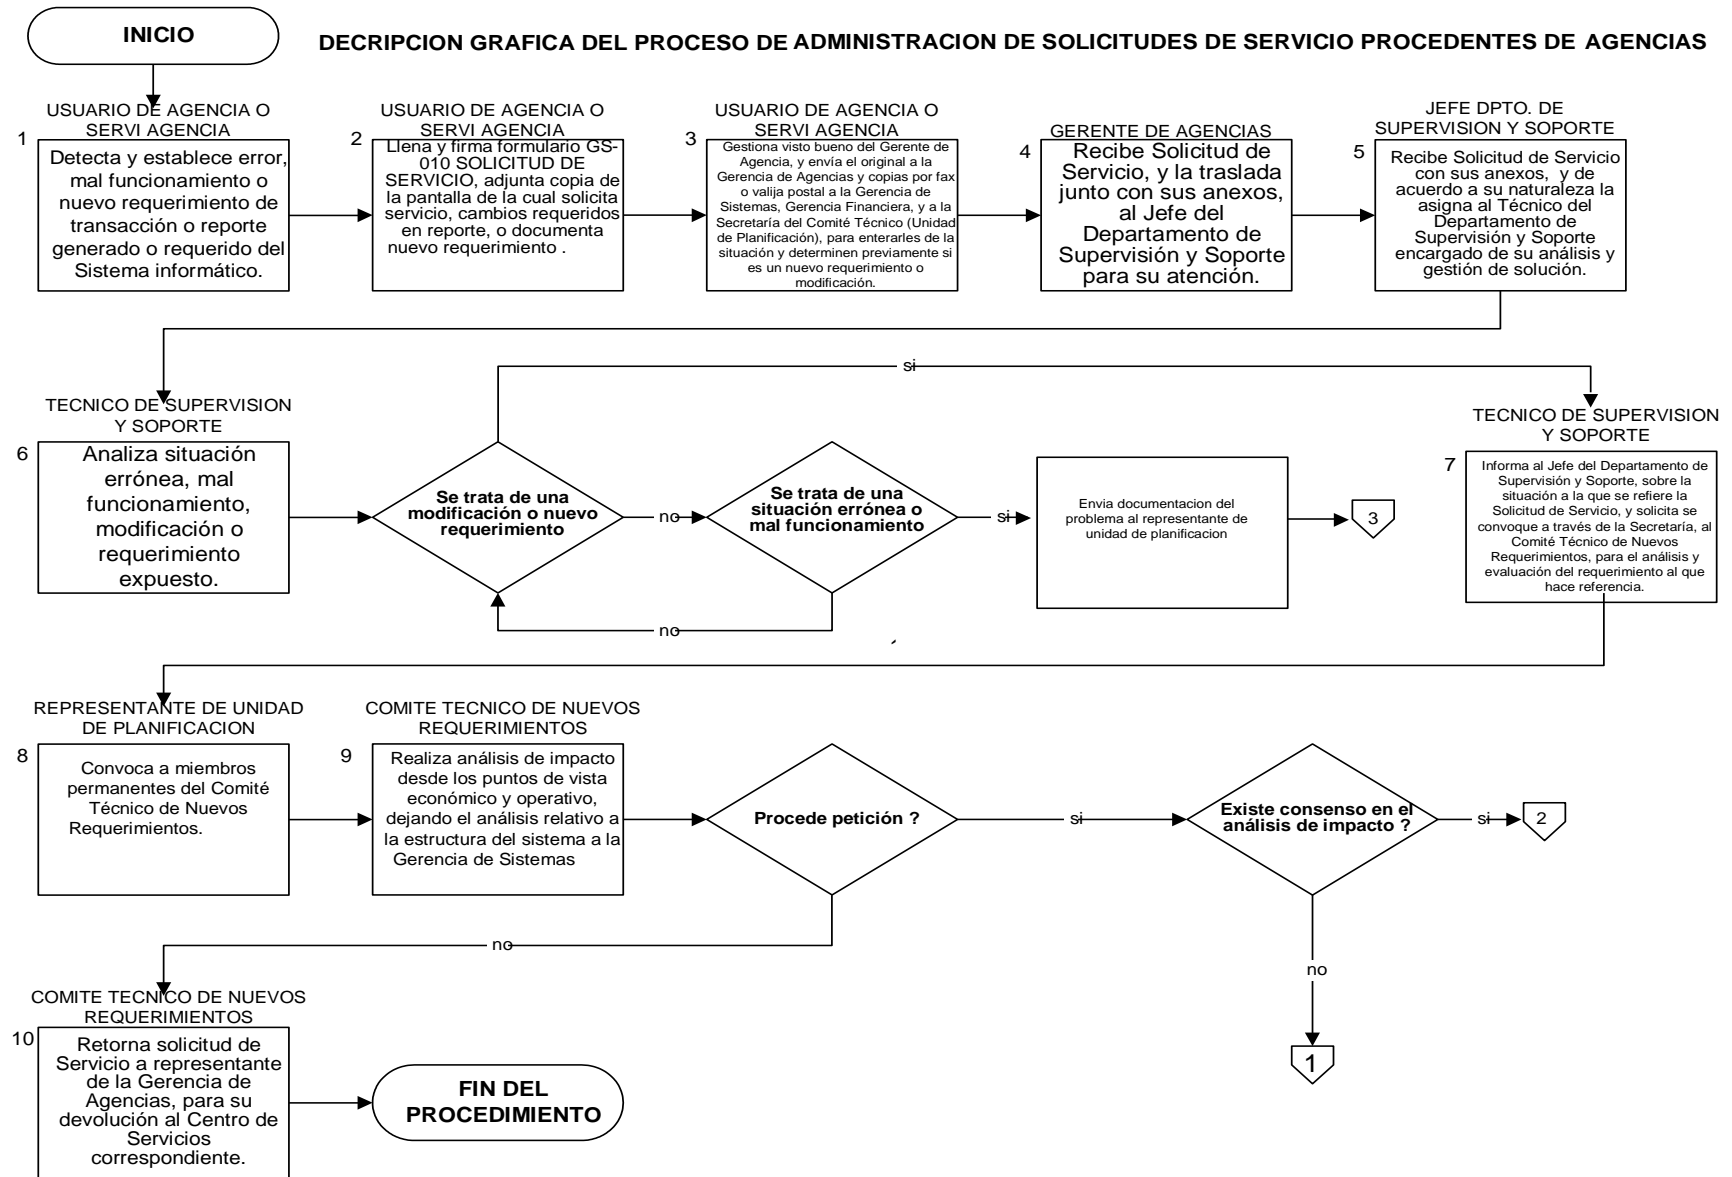 INICIO
DECRIPCION GRAFICA DEL PROCESO DE ADMINISTRACION DE SOLICITUDES DE SERVICIO PROCEDENTES DE AGENCIAS
USUARIO DE AGENCIA O
SERVI AGENCIA
1
Detecta y establece error,
mal funcionamiento o
nuevo requerimiento de
transacción o reporte
generado o requerido del
Sistema informático.
USUARIO DE AGENCIA O
SERVI AGENCIA
2
Llena y firma formulario GS-
010 SOLICITUD DE
SERVICIO, adjunta copia de
la pantalla de la cual solicita
servicio, cambios requeridos
en reporte, o documenta
nuevo requerimiento .
USUARIO DE AGENCIA O
SERVI AGENCIA
3
Gestiona visto bueno del Gerente de
Agencia, y envía el original a la
Gerencia de Agencias y copias por fax
o valija postal a la Gerencia de
Sistemas, Gerencia Financiera, y a la
Secretaría del Comité Técnico (Unidad
de Planificación), para enterarles de la
situación y determinen previamente si
es un nuevo requerimiento o
modificación.
GERENTE DE AGENCIAS
4
Recibe Solicitud de
Servicio, y la traslada
junto con sus anexos,
al Jefe del
Departamento de
Supervisión y Soporte
para su atención.
JEFE DPTO. DE
SUPERVISION Y SOPORTE
5
Recibe Solicitud de Servicio
con sus anexos,  y de
acuerdo a su naturaleza la
asigna al Técnico del
Departamento de
Supervisión y Soporte
encargado de su análisis y
gestión de solución.
TECNICO DE SUPERVISION
Y SOPORTE
6
Analiza situación
errónea, mal
funcionamiento,
modificación o
requerimiento
expuesto.
Se trata de una
modificación o nuevo
requerimiento
si
no
Se trata de una
situación errónea o
mal funcionamiento
si
no
Envia documentacion del
problema al representante de
unidad de planificacion
3
TECNICO DE SUPERVISION
Y SOPORTE
7
Informa al Jefe del Departamento de
Supervisión y Soporte, sobre la
situación a la que se refiere la
Solicitud de Servicio, y solicita se
convoque a través de la Secretaría, al
Comité Técnico de Nuevos
Requerimientos, para el análisis y
evaluación del requerimiento al que
hace referencia.
REPRESENTANTE DE UNIDAD
DE PLANIFICACION
8
Convoca a miembros
permanentes del Comité
Técnico de Nuevos
Requerimientos.
COMITE TECNICO DE NUEVOS
REQUERIMIENTOS
9
Realiza análisis de impacto
desde los puntos de vista
económico y operativo,
dejando el análisis relativo a
la estructura del sistema a la
Gerencia de Sistemas
Procede petición ?
si
no
Existe consenso en el
análisis de impacto ?
si
2
no
1
COMITE TECNICO DE NUEVOS
REQUERIMIENTOS
10
Retorna solicitud de
Servicio a representante
de la Gerencia de
Agencias, para su
devolución al Centro de
Servicios
correspondiente.
FIN DEL
PROCEDIMIENTO